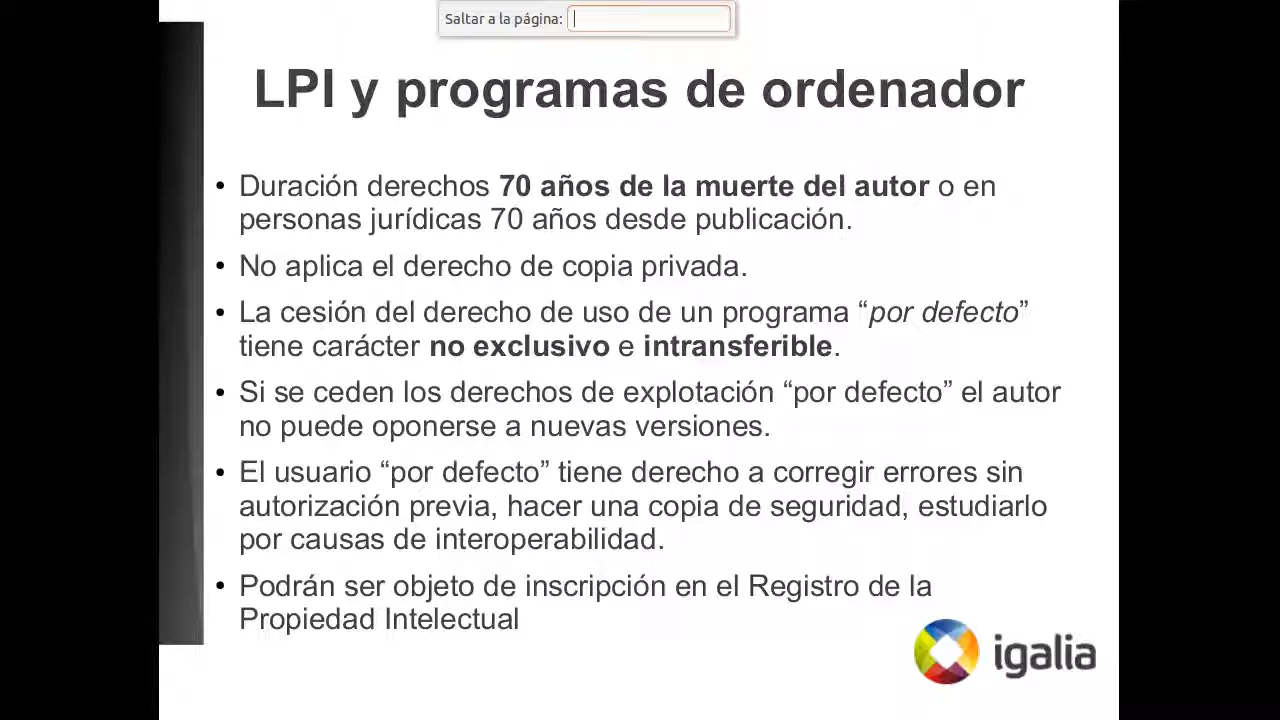 Saltar a la página:
LPI y programas de ordenador
• Duración derechos 70 años de la muerte del autor o en
personas jurídicas 70 años desde publicación.
• No aplica el derecho de copia privada.
• La cesión del derecho de uso de un programa “por defecto”
tiene carácter no exclusivo e intransferible.
• Si se ceden los derechos de explotación “por defecto” el autor
no puede oponerse a nuevas versiones.
• El usuario “por defecto” tiene derecho a corregir errores sin
autorización previa, hacer una copia de seguridad, estudiarlo
por causas de interoperabilidad.
• Podrán ser objeto de inscripción en el Registro de la
Propiedad Intelectual
igalia